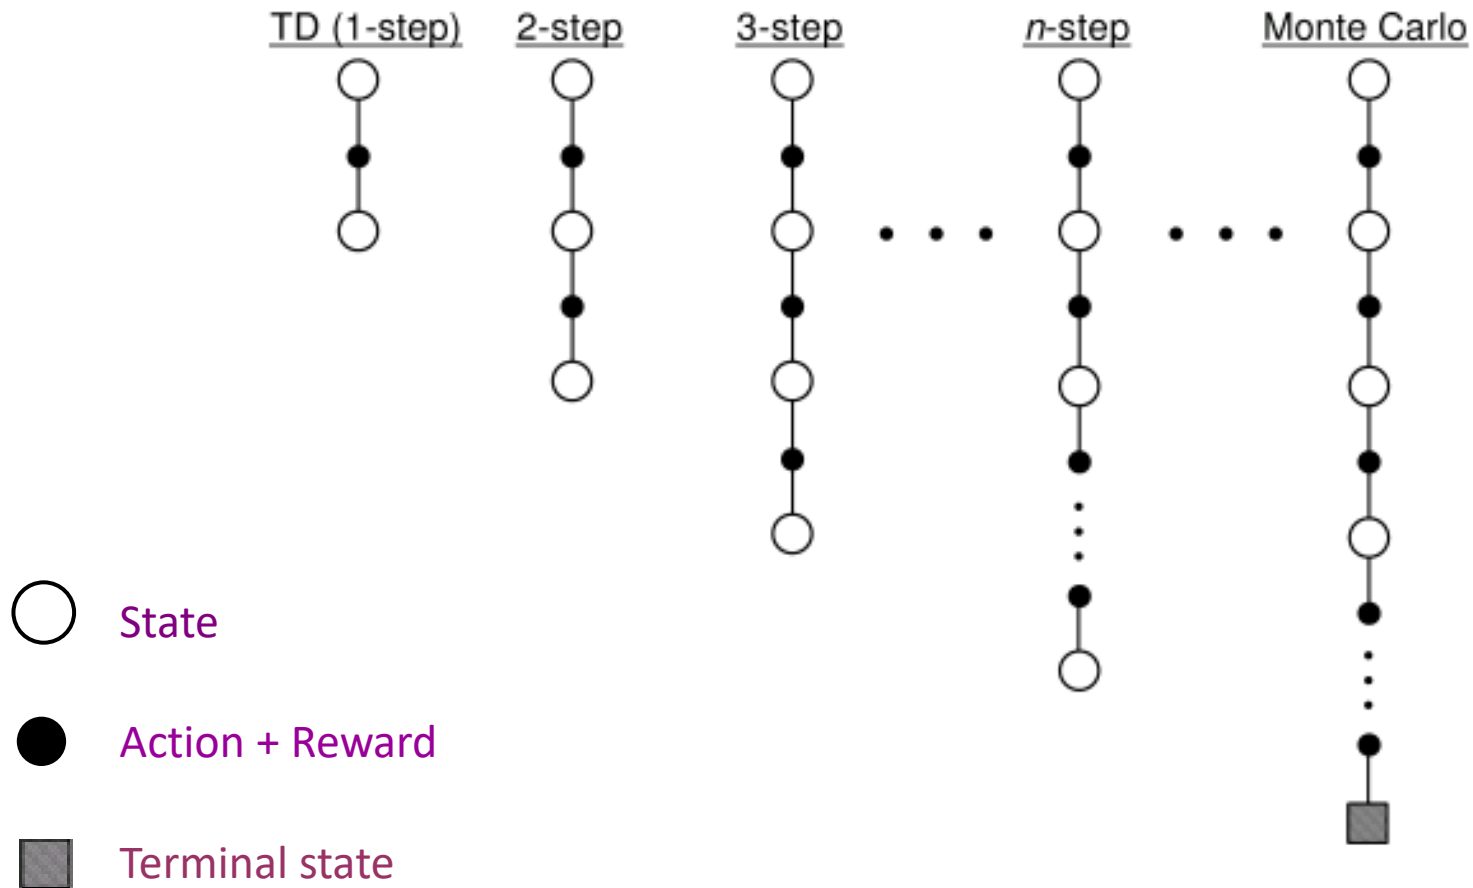 TD (1-step) 2-step 3-step n-step Monte Carlo
State
Action + Reward
Terminal state